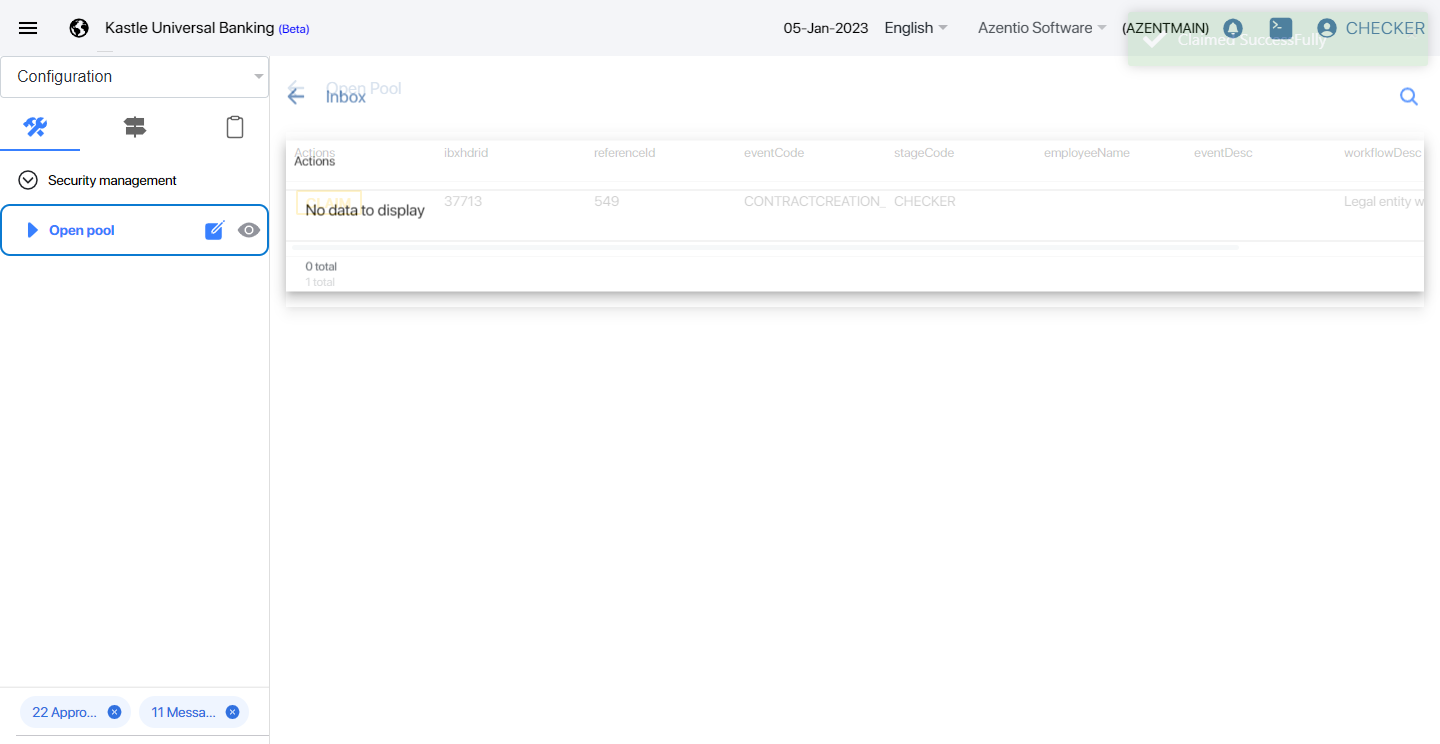 Kastle Universal Banking (Beta)
05-Jan-2023
English
Azentio Software
(AZENTMAIN)
CHECKER
Claimed SuccessFully
Configuration
Open Pool
Inbox
Security management
Open pool
Actions ibxhdrid referenceId eventCode stageCode employeeName eventDesc workflowDesc
Actions
CLAIM 37713 549 CONTRACTCREATION_ CHECKER Legal entity w
No data to display
0 total
1 total
22 Appro...
11 Messa...